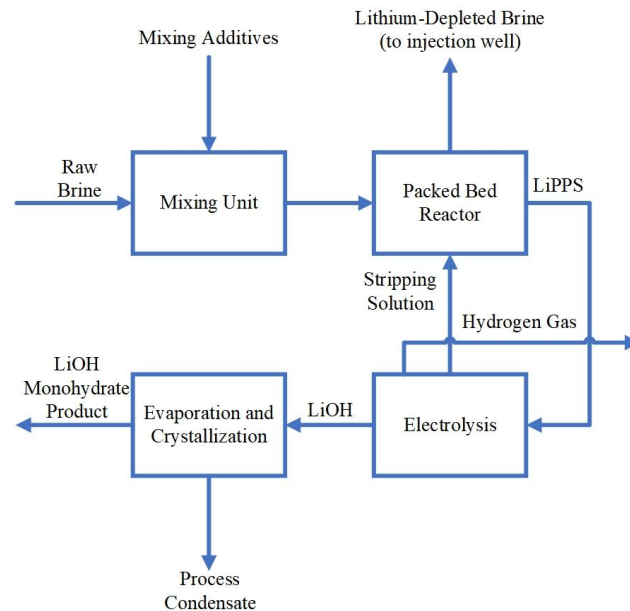 Mixing Additives
Lithium-Depleted Brine
(to injection well)
Raw
Brine
Mixing Unit
Packed Bed
Reactor
LiPPS
Stripping
Solution
Hydrogen Gas
LiOH
Monohydrate
Product
Evaporation and
Crystallization
LiOH
Electrolysis
Process
Condensate